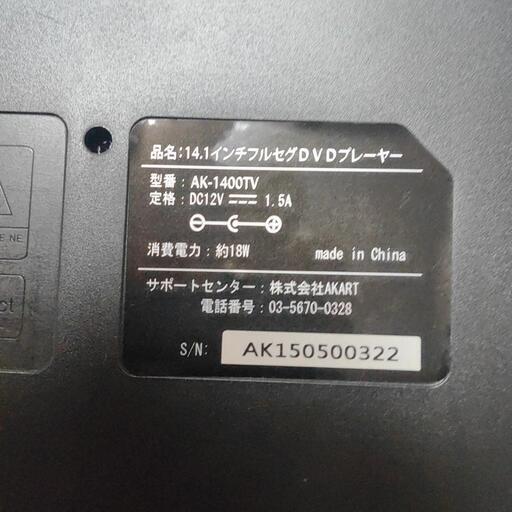 品名:14.1インチフルセグDVDプレーヤー
型番：AK-1400TV
定格：DC12V ⎓ 1.5A
消費電力：約18W made in China
サポートセンター：株式会社AKART
電話番号：03-5670-0328
S/N: AK150500322